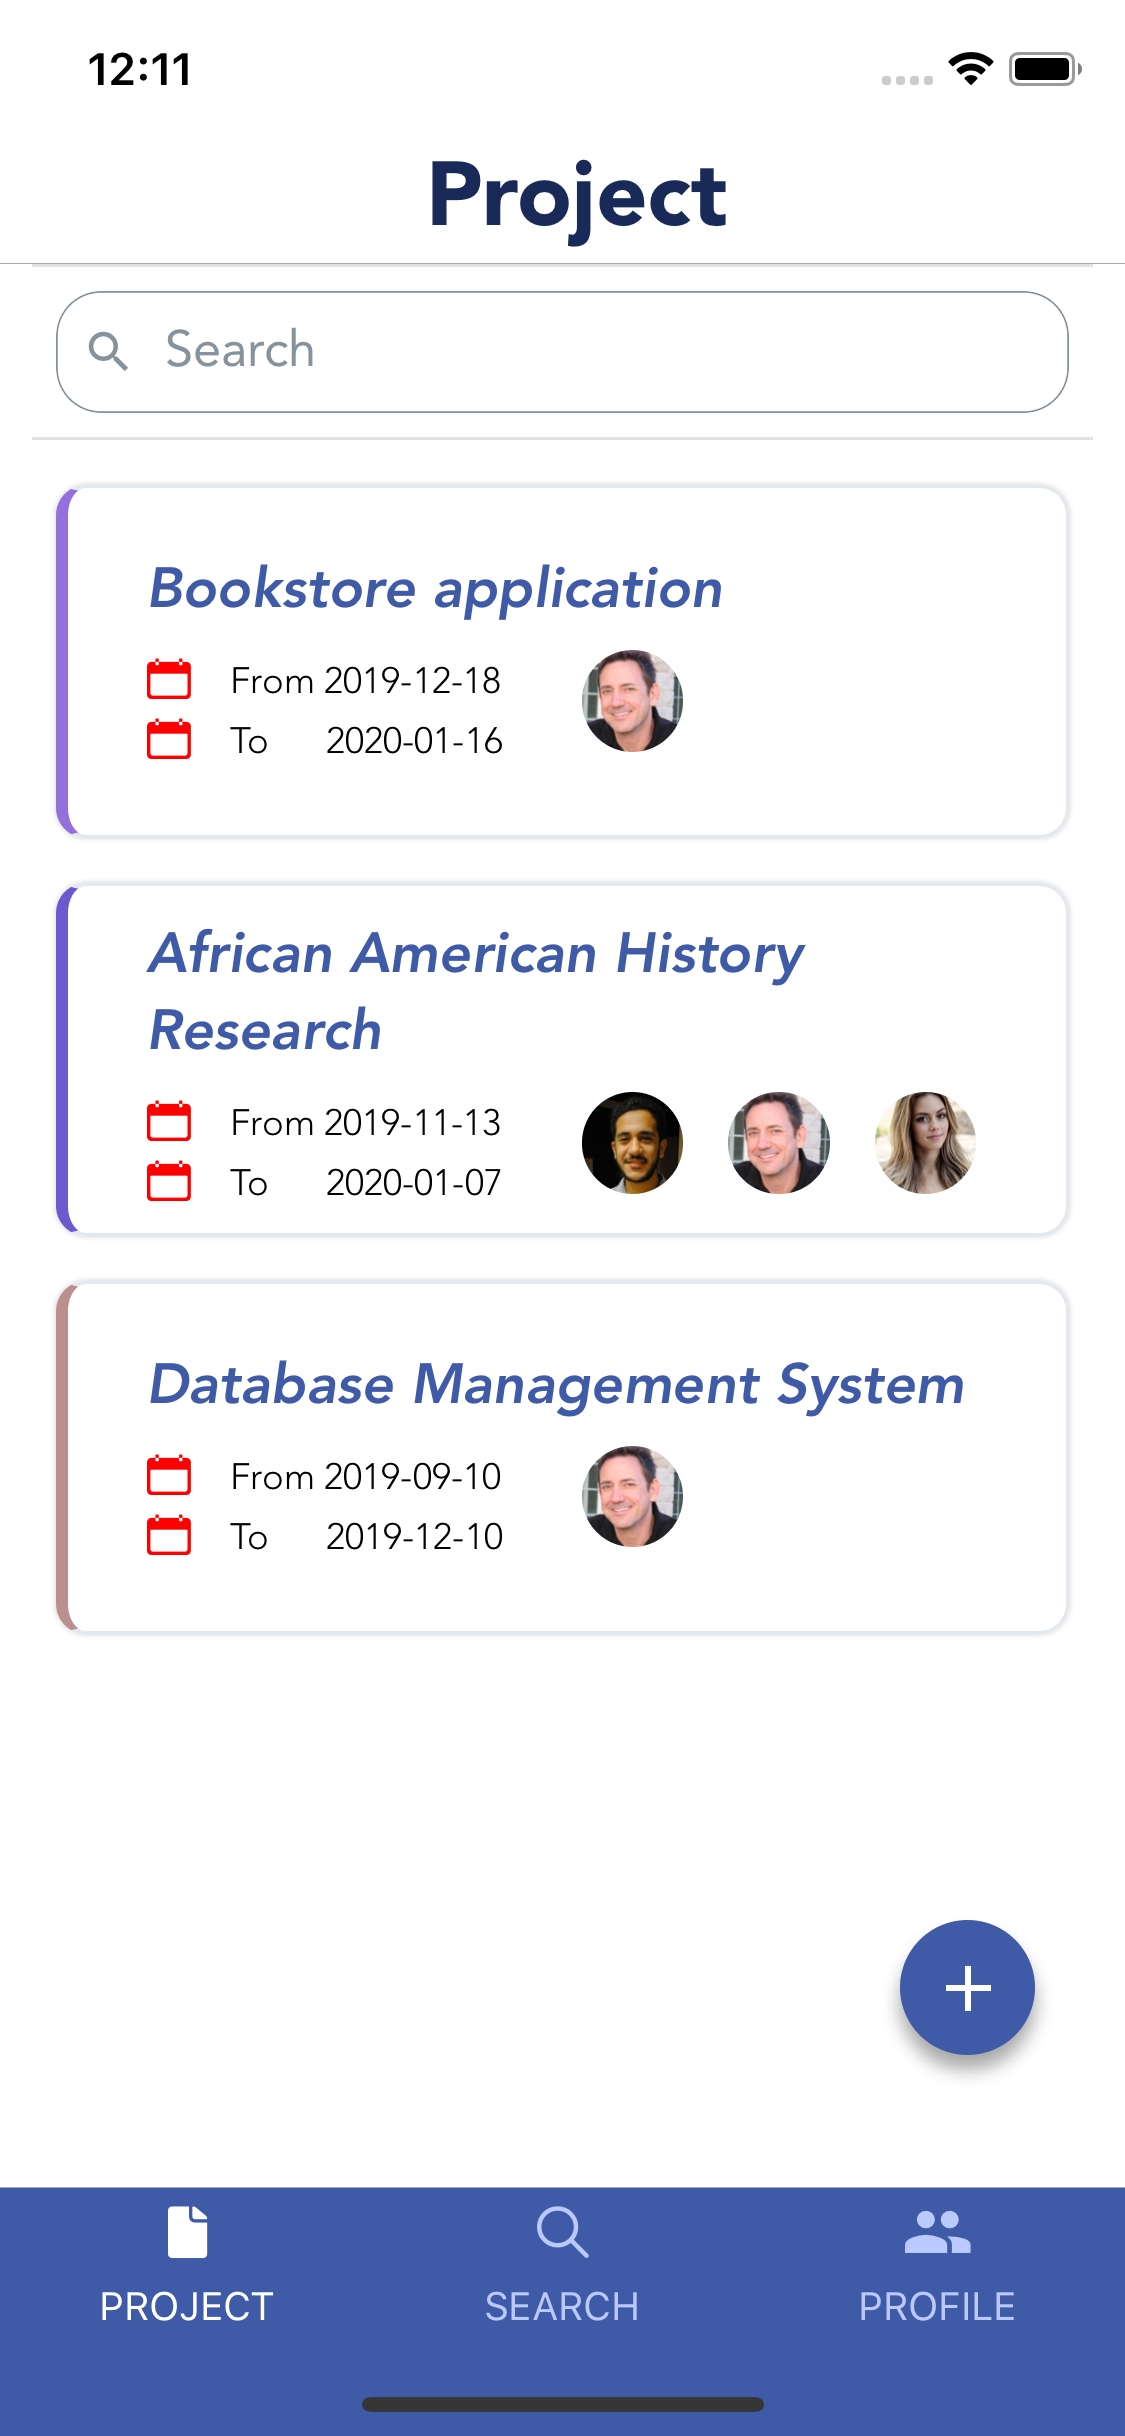 12:11
Project
Search
Bookstore application
From 2019-12-18
To 2020-01-16
African American History
Research
From 2019-11-13
To 2020-01-07
Database Management System
From 2019-09-10
To 2019-12-10
PROJECT SEARCH PROFILE